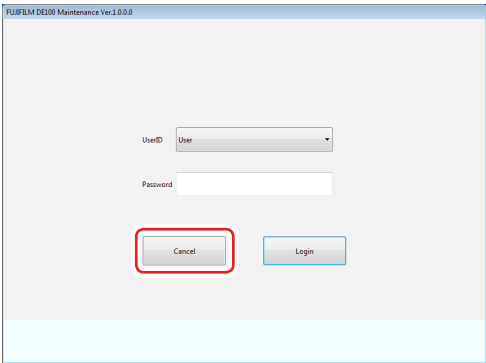 FUJIFILM DE100 Maintenance Ver.1.0.0.0
UserID User
Password
Cancel Login